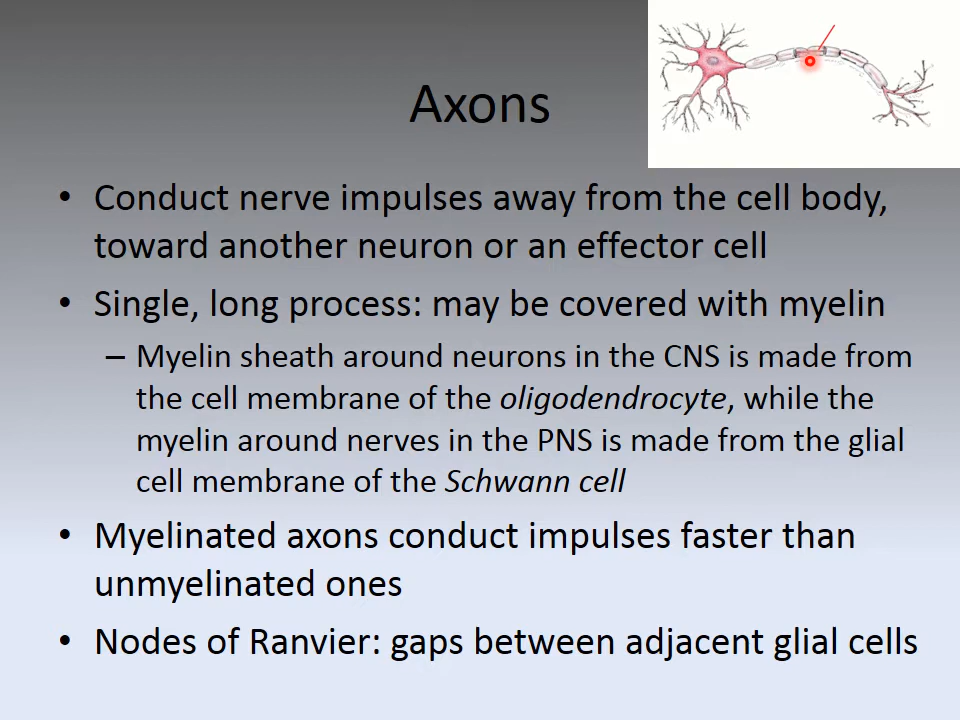 Axons
• Conduct nerve impulses away from the cell body,
toward another neuron or an effector cell
• Single, long process: may be covered with myelin
– Myelin sheath around neurons in the CNS is made from
the cell membrane of the oligodendrocyte, while the
myelin around nerves in the PNS is made from the glial
cell membrane of the Schwann cell
• Myelinated axons conduct impulses faster than
unmyelinated ones
• Nodes of Ranvier: gaps between adjacent glial cells